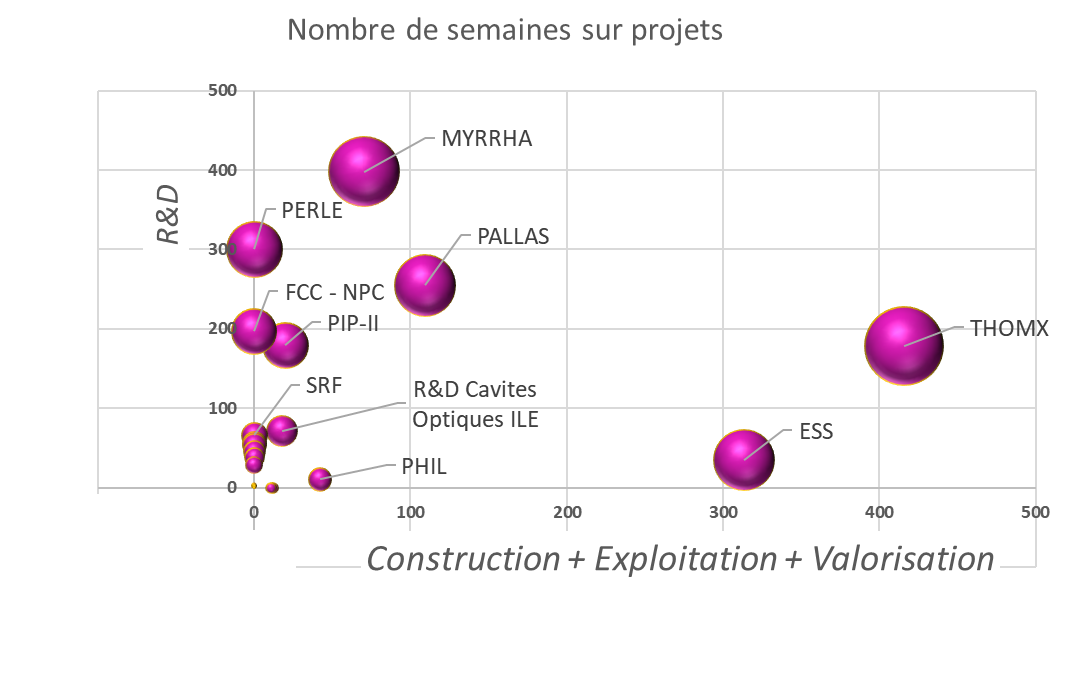 Nombre de semaines sur projets
500
MYRRHA
400
R&D
PERLE
PALLAS
300
FCC - NPC
PIP-II
200
THOMX
SRF
R&D Cavites
Optiques ILE
100
ESS
PHIL
0
0 100 200 300 400 500
Construction + Exploitation + Valorisation